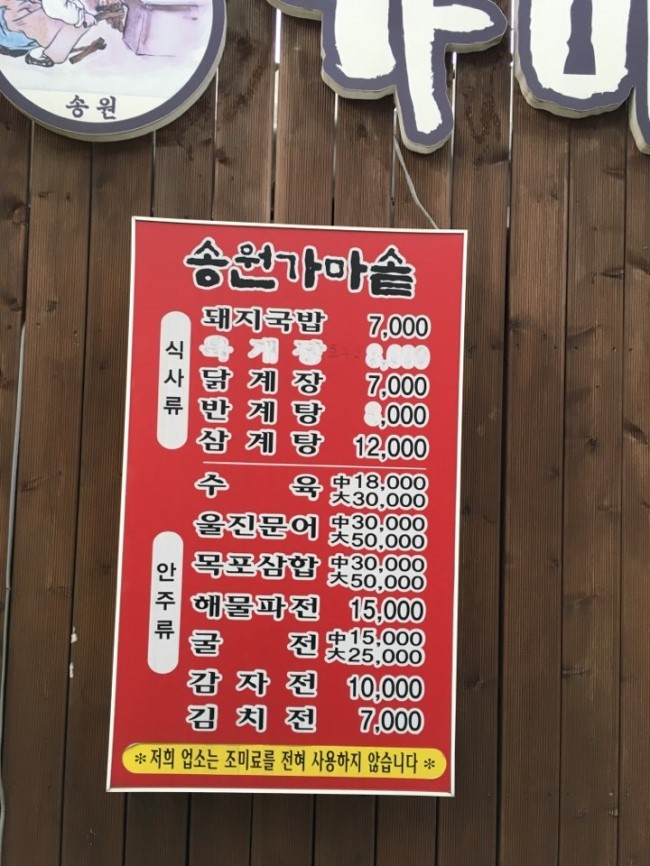 송원
가마
송원가마솥
식사류
돼지국밥 7,000
닭계장 7,000
반계탕 ,000
삼계탕 12,000
안주류
수육 中18,000
大30,000
울진문어 中30,000
大50,000
목포삼합 中30,000
大50,000
해물파전 15,000
굴전 中15,000
大25,000
감자전 10,000
김치전 7,000
*저희 업소는 조미료를 전혀 사용하지 않습니다*